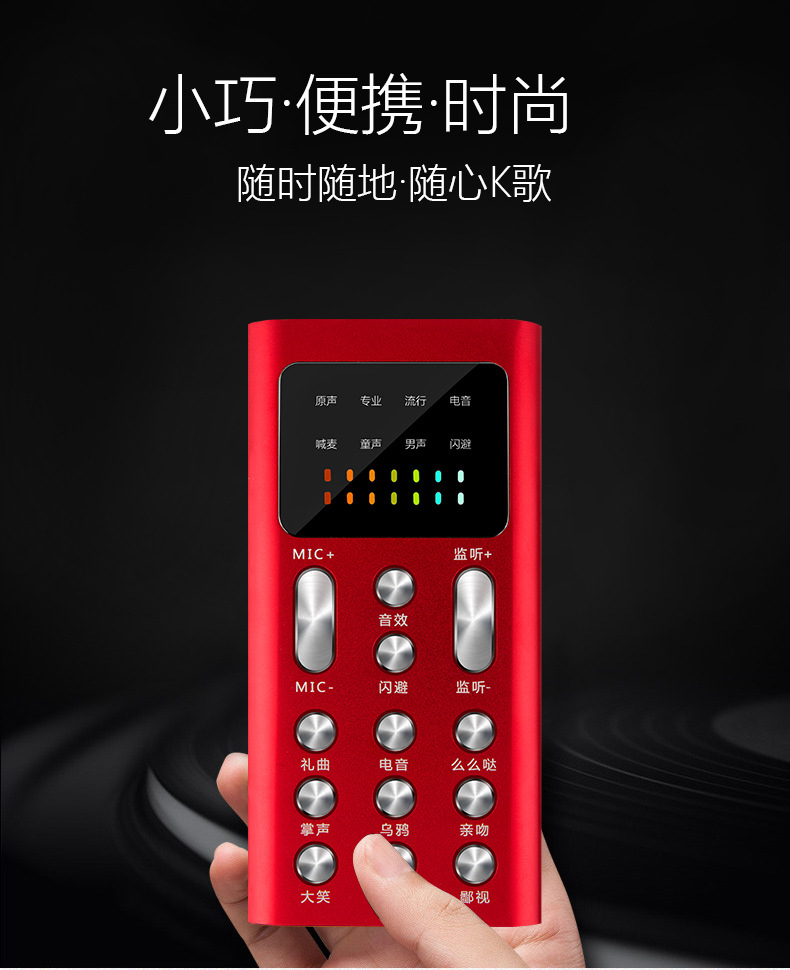 小巧·便携·时尚
随时随地·随心K歌
原声 专业 流行 电音
喊麦 童声 男声 闪避
MIC+ 监听+
音效
MIC- 闪避 监听-
礼曲 电音 么么哒
掌声 乌鸦 亲吻
大笑 鄙视